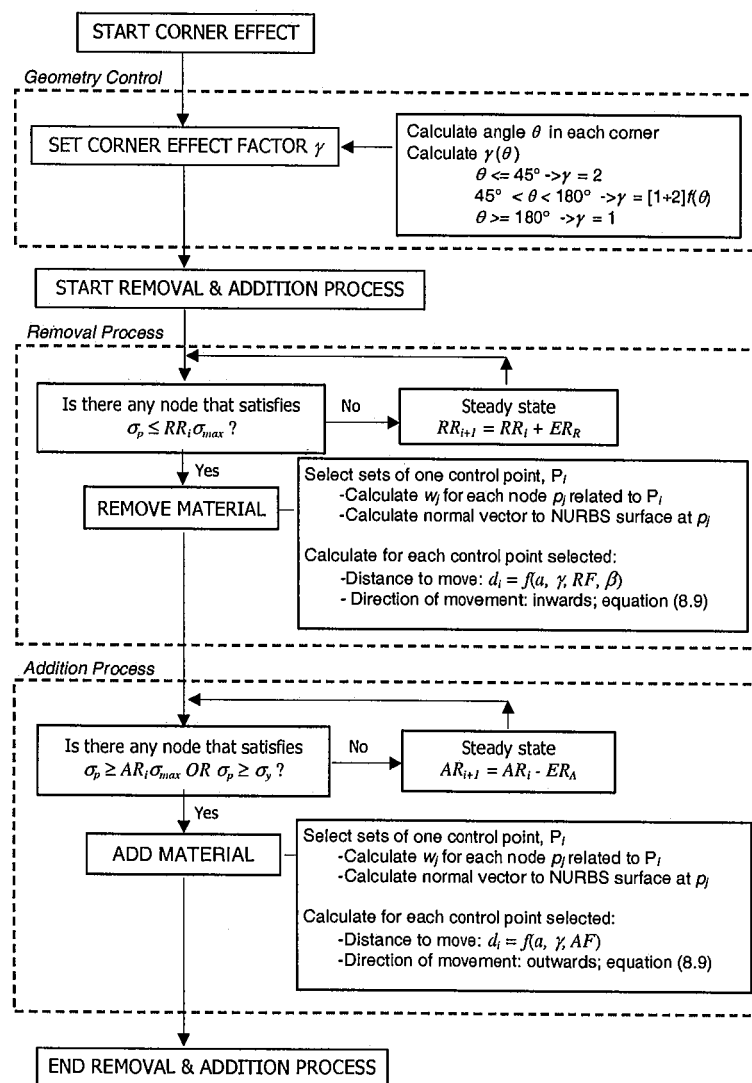 START CORNER EFFECT
Geometry Control
SET CORNER EFFECT FACTOR γ
Calculate angle θ in each corner
Calculate γ(θ)
θ <= 45° ->γ = 2
45° < θ < 180° ->γ = [1÷2]f(θ)
θ >= 180° ->γ = 1
START REMOVAL & ADDITION PROCESS
Removal Process
Is there any node that satisfies
σp ≤ RRi σmax ?
No
Steady state
RRi+1 = RRi + ERR
Yes
REMOVE MATERIAL
Select sets of one control point, Pi
-Calculate wj for each node pj related to Pi
-Calculate normal vector to NURBS surface at pj
Calculate for each control point selected:
-Distance to move: di = f(a, γ, RF, β)
- Direction of movement: inwards; equation (8.9)
Addition Process
Is there any node that satisfies
σp ≥ ARi σmax OR σp ≥ σy ?
No
Steady state
ARi+1 = ARi - ERA
Yes
ADD MATERIAL
Select sets of one control point, Pi
-Calculate wj for each node pj related to Pi
-Calculate normal vector to NURBS surface at pj
Calculate for each control point selected:
-Distance to move: di = f(a, γ, AF)
-Direction of movement: outwards; equation (8.9)
END REMOVAL & ADDITION PROCESS